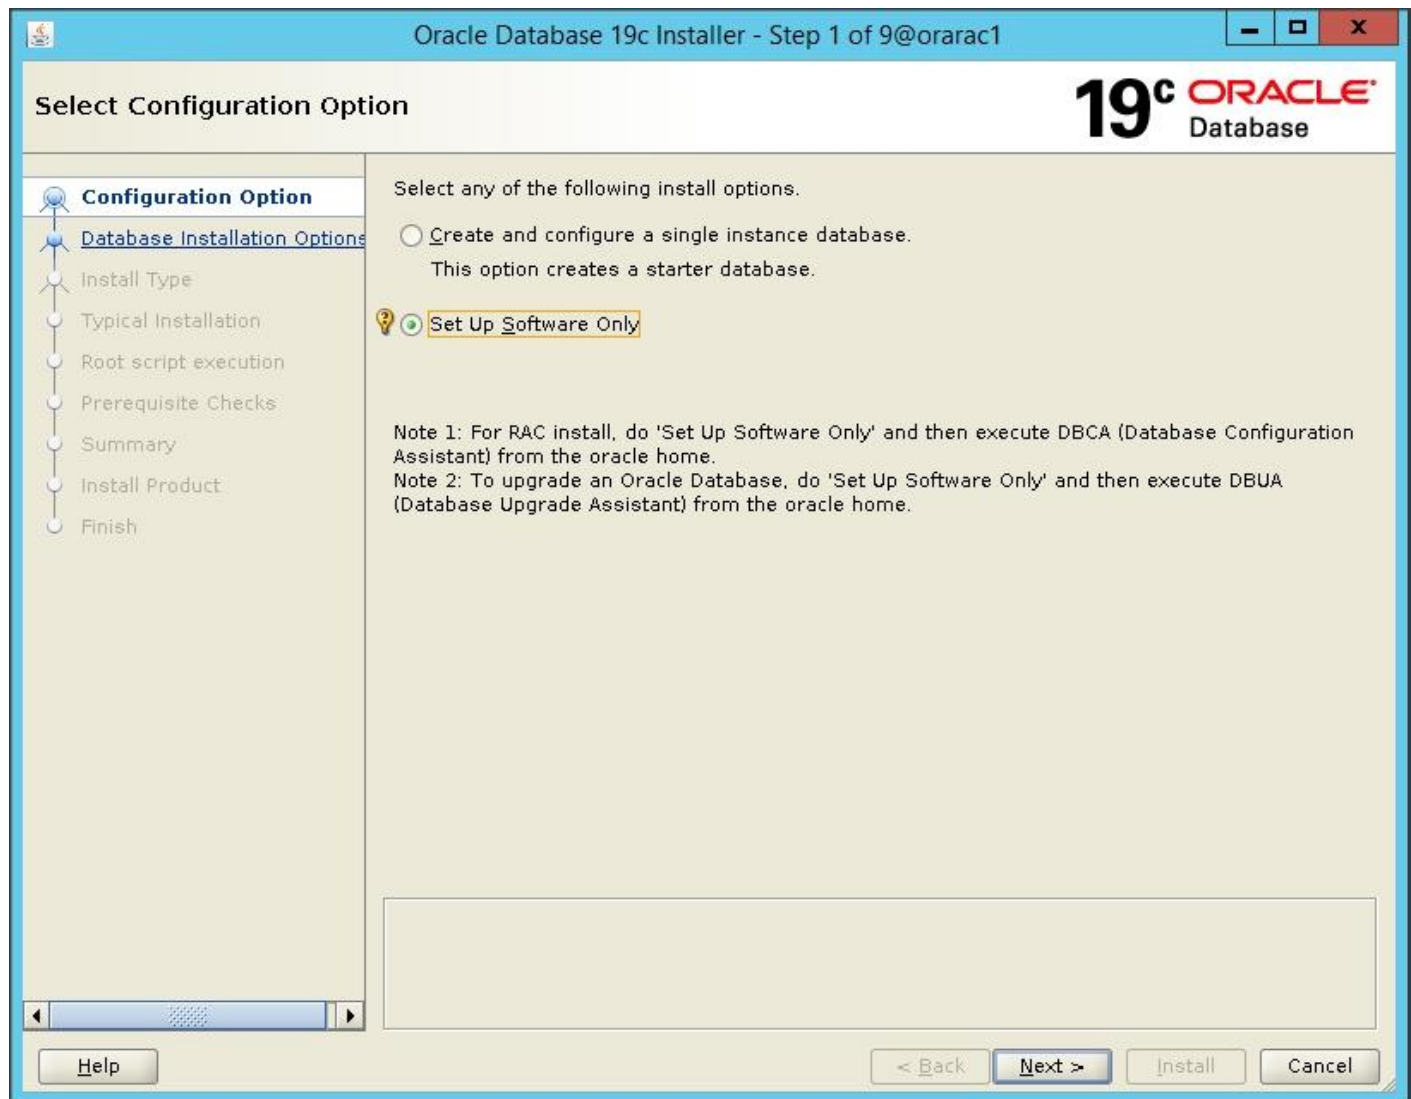 Oracle Database 19c Installer - Step 1 of 9@orarac1
Select Configuration Option
19c ORACLE
Database
Configuration Option
Database Installation Options
Install Type
Typical Installation
Root script execution
Prerequisite Checks
Summary
Install Product
Finish
Select any of the following install options.
Create and configure a single instance database.
This option creates a starter database.
Set Up Software Only
Note 1: For RAC install, do 'Set Up Software Only' and then execute DBCA (Database Configuration
Assistant) from the oracle home.
Note 2: To upgrade an Oracle Database, do 'Set Up Software Only' and then execute DBUA
(Database Upgrade Assistant) from the oracle home.
Help
< Back
Next >
Install
Cancel